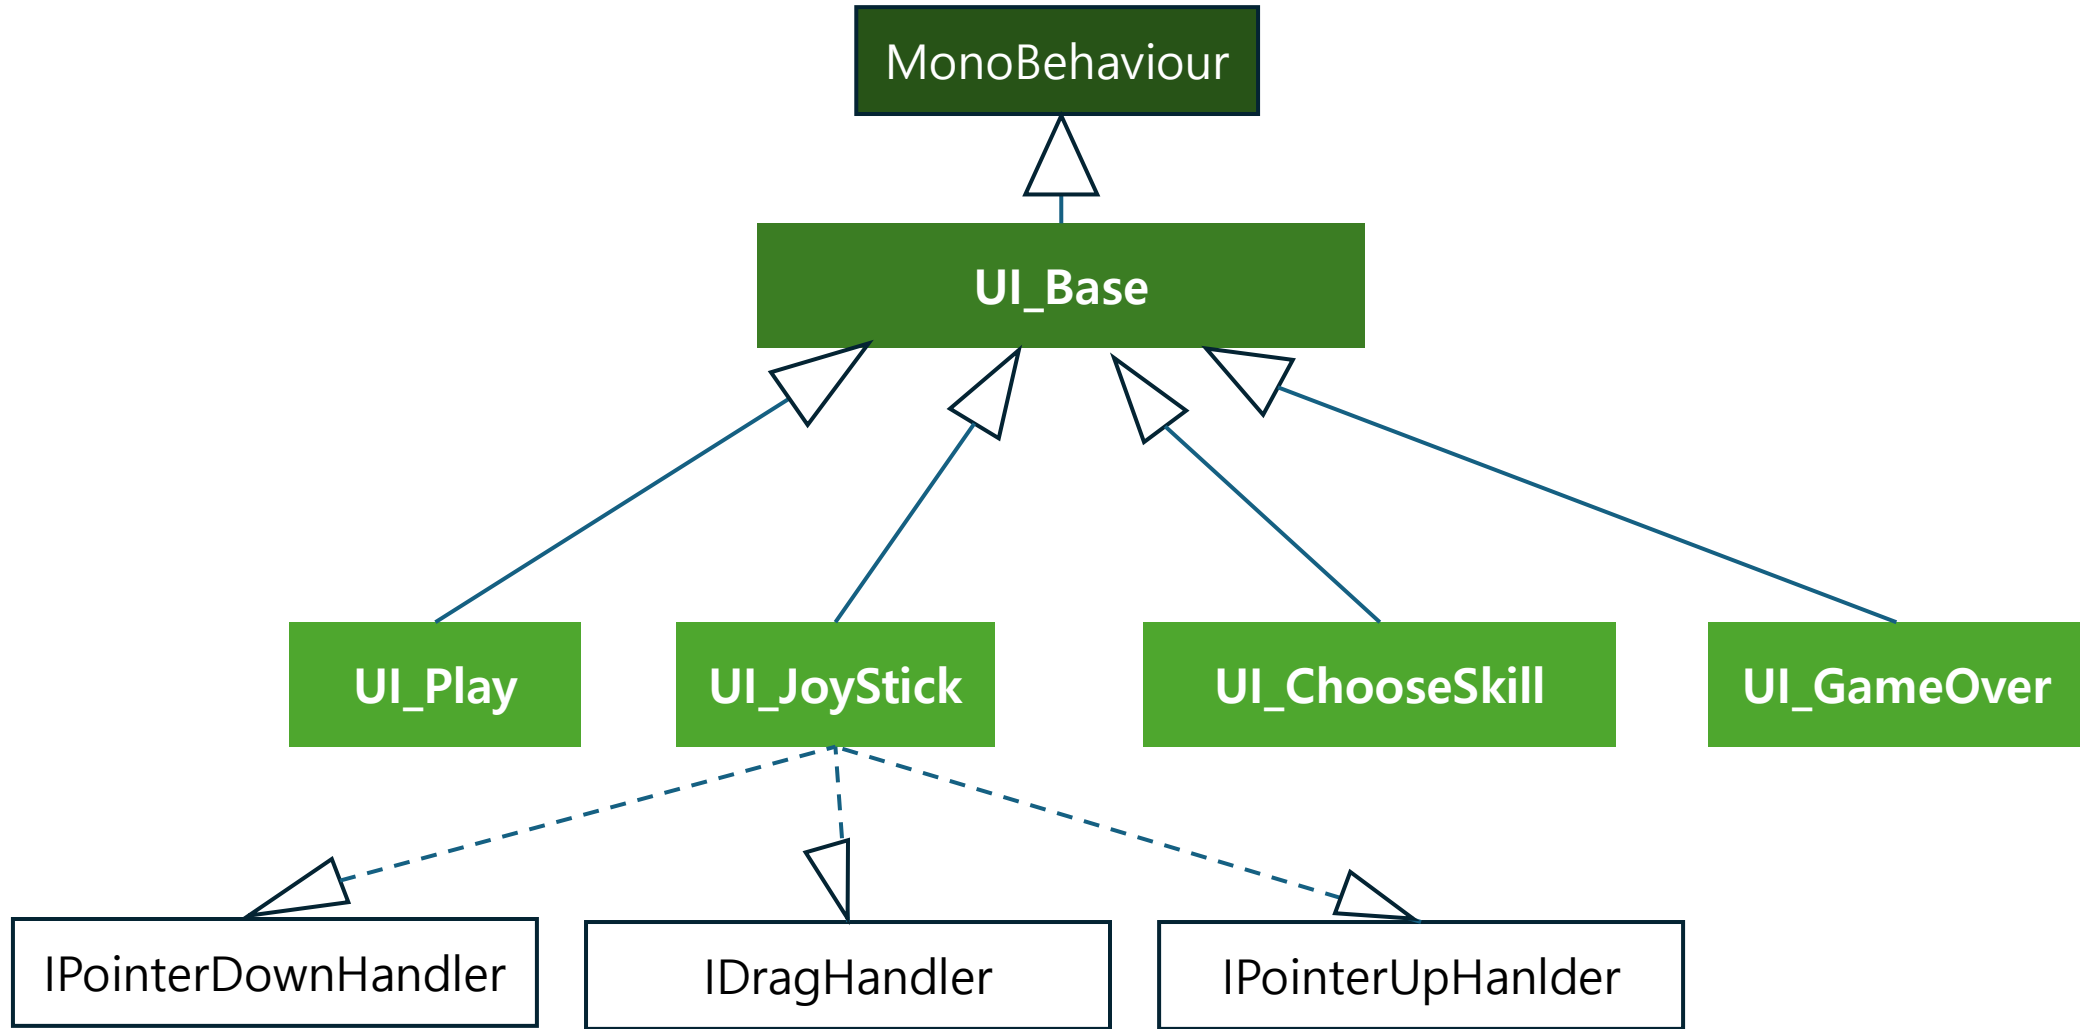 MonoBehaviour
UI_Base
UI_Play
UI_JoyStick
UI_ChooseSkill
UI_GameOver
IPointerDownHandler
IDragHandler
IPointerUpHanlder